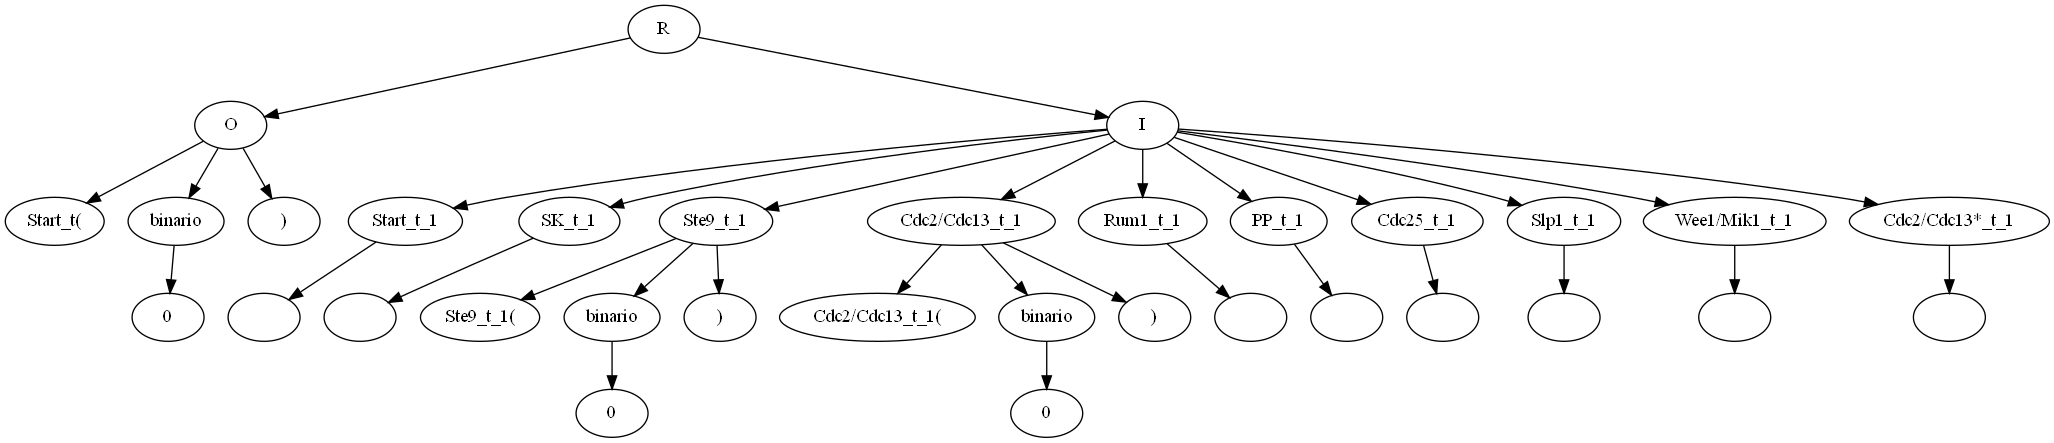 R
O
I
Start_t(
binario
)
Start_t_1
SK_t_1
Ste9_t_1
Cdc2/Cdc13_t_1
Rum1_t_1
PP_t_1
Cdc25_t_1
Slp1_t_1
Wee1/Mik1_t_1
Cdc2/Cdc13*_t_1
0
Ste9_t_1(
binario
)
Cdc2/Cdc13_t_1(
binario
)
0
0